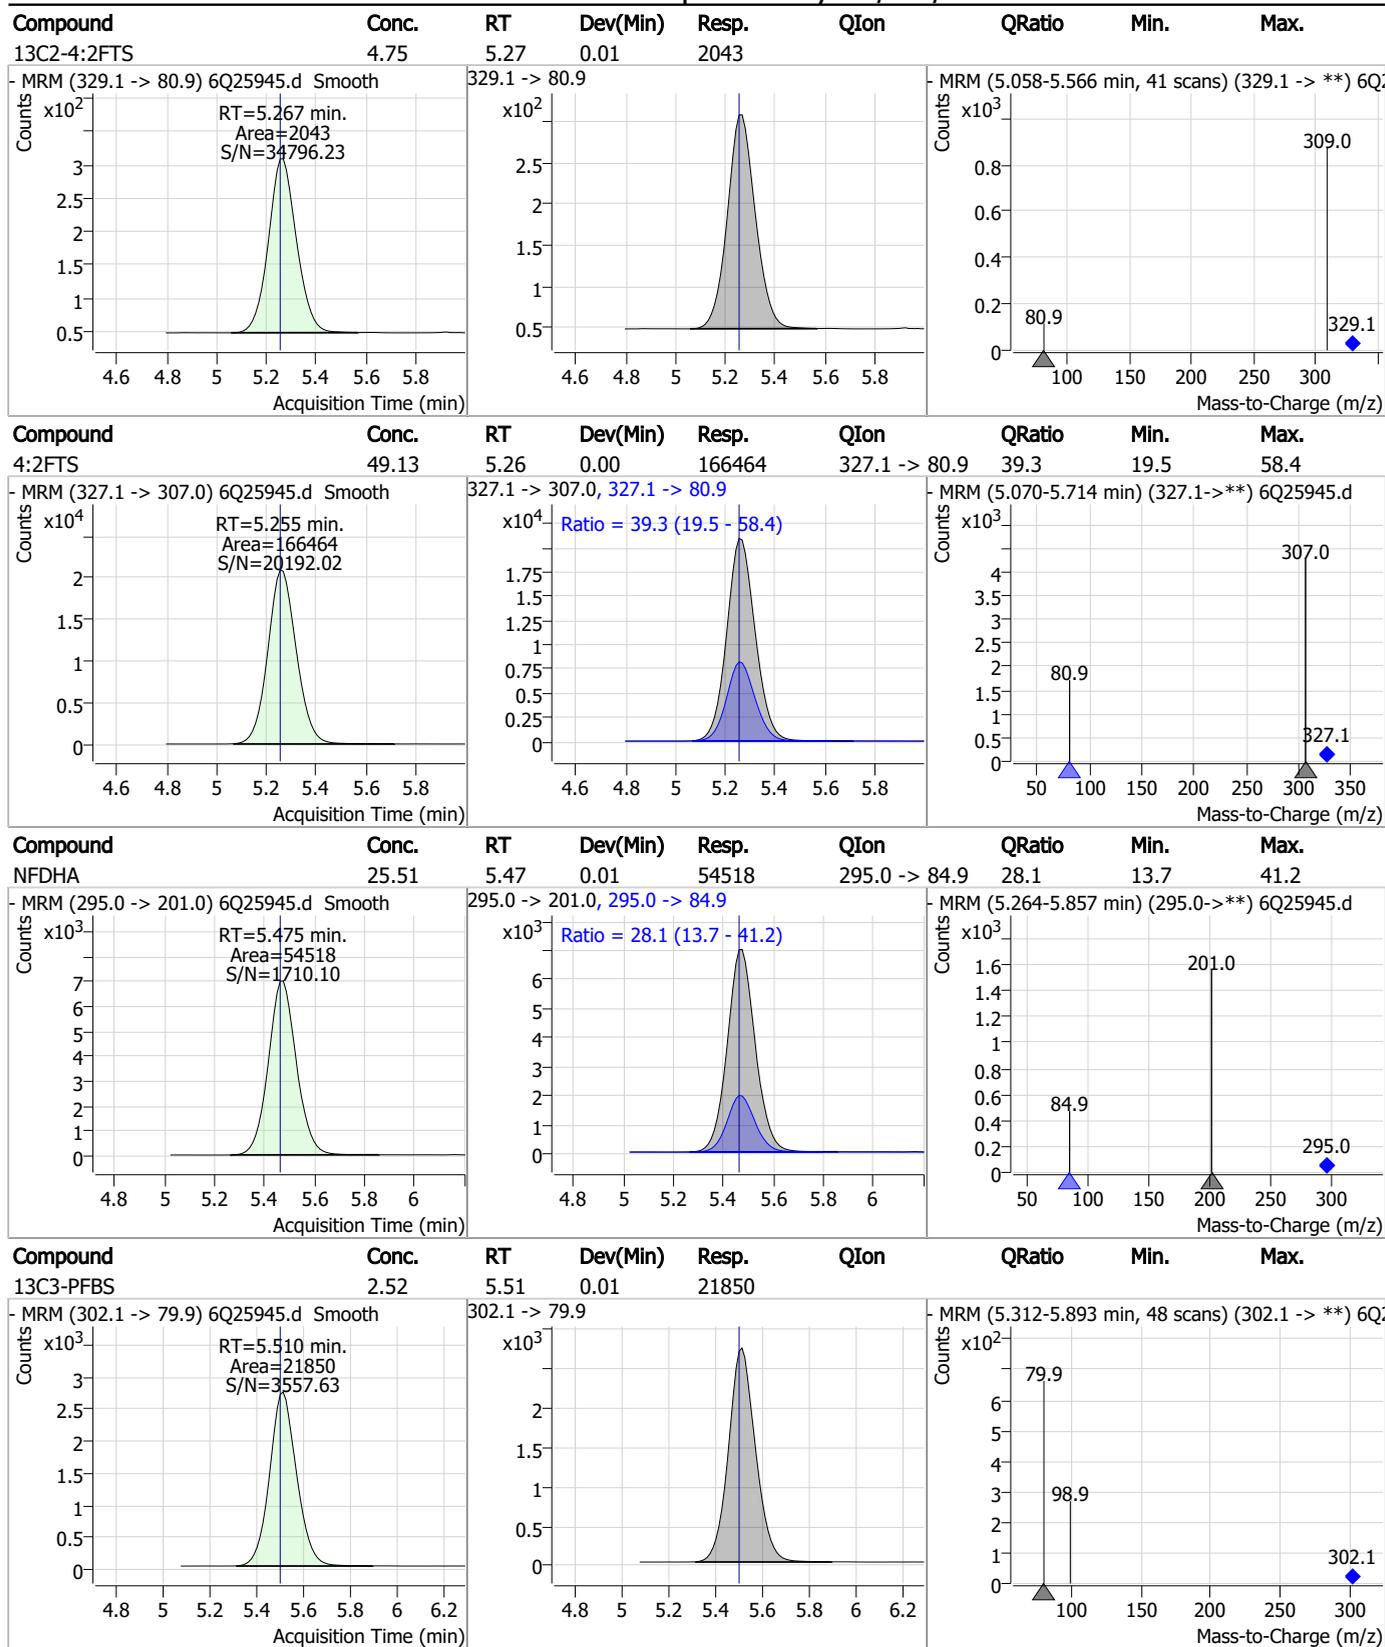 Compound Conc. RT Dev(Min) Resp. QIon QRatio Min. Max.
13C2-4:2FTS 4.75 5.27 0.01 2043
- MRM (329.1 -> 80.9) 6Q25945.d Smooth 329.1 -> 80.9 - MRM (5.058-5.566 min, 41 scans) (329.1 -> **)
Counts x10² x10² Counts x10³
RT=5.267 min.
Area=2043
S/N=34796.23
3 2.5 2 1.5 1 0.5
2.5 2 1.5 1 0.5
0.8 0.6 0.4 0.2 0
309.0
80.9 329.1
4.6 4.8 5 5.2 5.4 5.6 5.8 4.6 4.8 5 5.2 5.4 5.6 5.8 100 150 200 250 300
Acquisition Time (min) Mass-to-Charge (m/z)
Compound Conc. RT Dev(Min) Resp. QIon QRatio Min. Max.
4:2FTS 49.13 5.26 0.00 166464 327.1 -> 80.9 39.3 19.5 58.4
- MRM (327.1 -> 307.0) 6Q25945.d Smooth 327.1 -> 307.0, 327.1 -> 80.9 - MRM (5.070-5.714 min) (327.1->**) 6Q25945.d
Counts x10⁴ x10⁴ Counts x10³
RT=5.255 min. Ratio = 39.3 (19.5 - 58.4)
Area=166464
S/N=20192.02
2 1.5 1 0.5 0
1.75 1.5 1.25 1 0.75 0.5 0.25 0
4 3.5 3 2.5 2 1.5 1 0.5 0
307.0
80.9
327.1
4.6 4.8 5 5.2 5.4 5.6 5.8 4.6 4.8 5 5.2 5.4 5.6 5.8 50 100 150 200 250 300 350
Acquisition Time (min) Mass-to-Charge (m/z)
Compound Conc. RT Dev(Min) Resp. QIon QRatio Min. Max.
NFDHA 25.51 5.47 0.01 54518 295.0 -> 84.9 28.1 13.7 41.2
- MRM (295.0 -> 201.0) 6Q25945.d Smooth 295.0 -> 201.0, 295.0 -> 84.9 - MRM (5.264-5.857 min) (295.0->**) 6Q25945.d
Counts x10³ x10³ Counts x10³
RT=5.475 min. Ratio = 28.1 (13.7 - 41.2)
Area=54518
S/N=1710.10
7 6 5 4 3 2 1 0
6 5 4 3 2 1 0
1.6 1.4 1.2 1 0.8 0.6 0.4 0.2 0
201.0
84.9
295.0
4.8 5 5.2 5.4 5.6 5.8 6 4.8 5 5.2 5.4 5.6 5.8 6 50 100 150 200 250 300
Acquisition Time (min) Mass-to-Charge (m/z)
Compound Conc. RT Dev(Min) Resp. QIon QRatio Min. Max.
13C3-PFBS 2.52 5.51 0.01 21850
- MRM (302.1 -> 79.9) 6Q25945.d Smooth 302.1 -> 79.9 - MRM (5.312-5.893 min, 48 scans) (302.1 -> **)
Counts x10³ x10³ Counts x10²
RT=5.510 min.
Area=21850
S/N=3557.63
3 2.5 2 1.5 1 0.5 0
2 1.5 1 0.5 0
6 5 4 3 2 1 0
79.9
98.9
302.1
4.8 5 5.2 5.4 5.6 5.8 6 6.2 4.8 5 5.2 5.4 5.6 5.8 6 6.2 100 150 200 250 300
Acquisition Time (min) Mass-to-Charge (m/z)